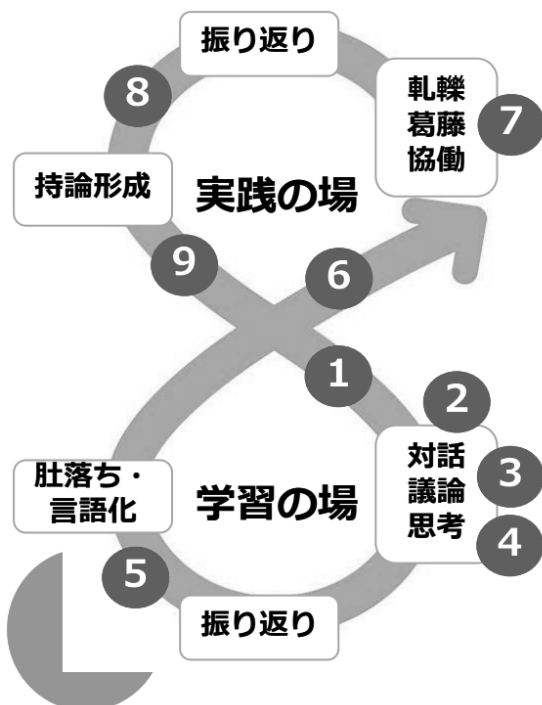 振り返り
8
軋轢
葛藤
協働
7
持論形成
実践の場
9
6
1
2
対話
議論
思考
3
4
肚落ち・
言語化
学習の場
5
振り返り